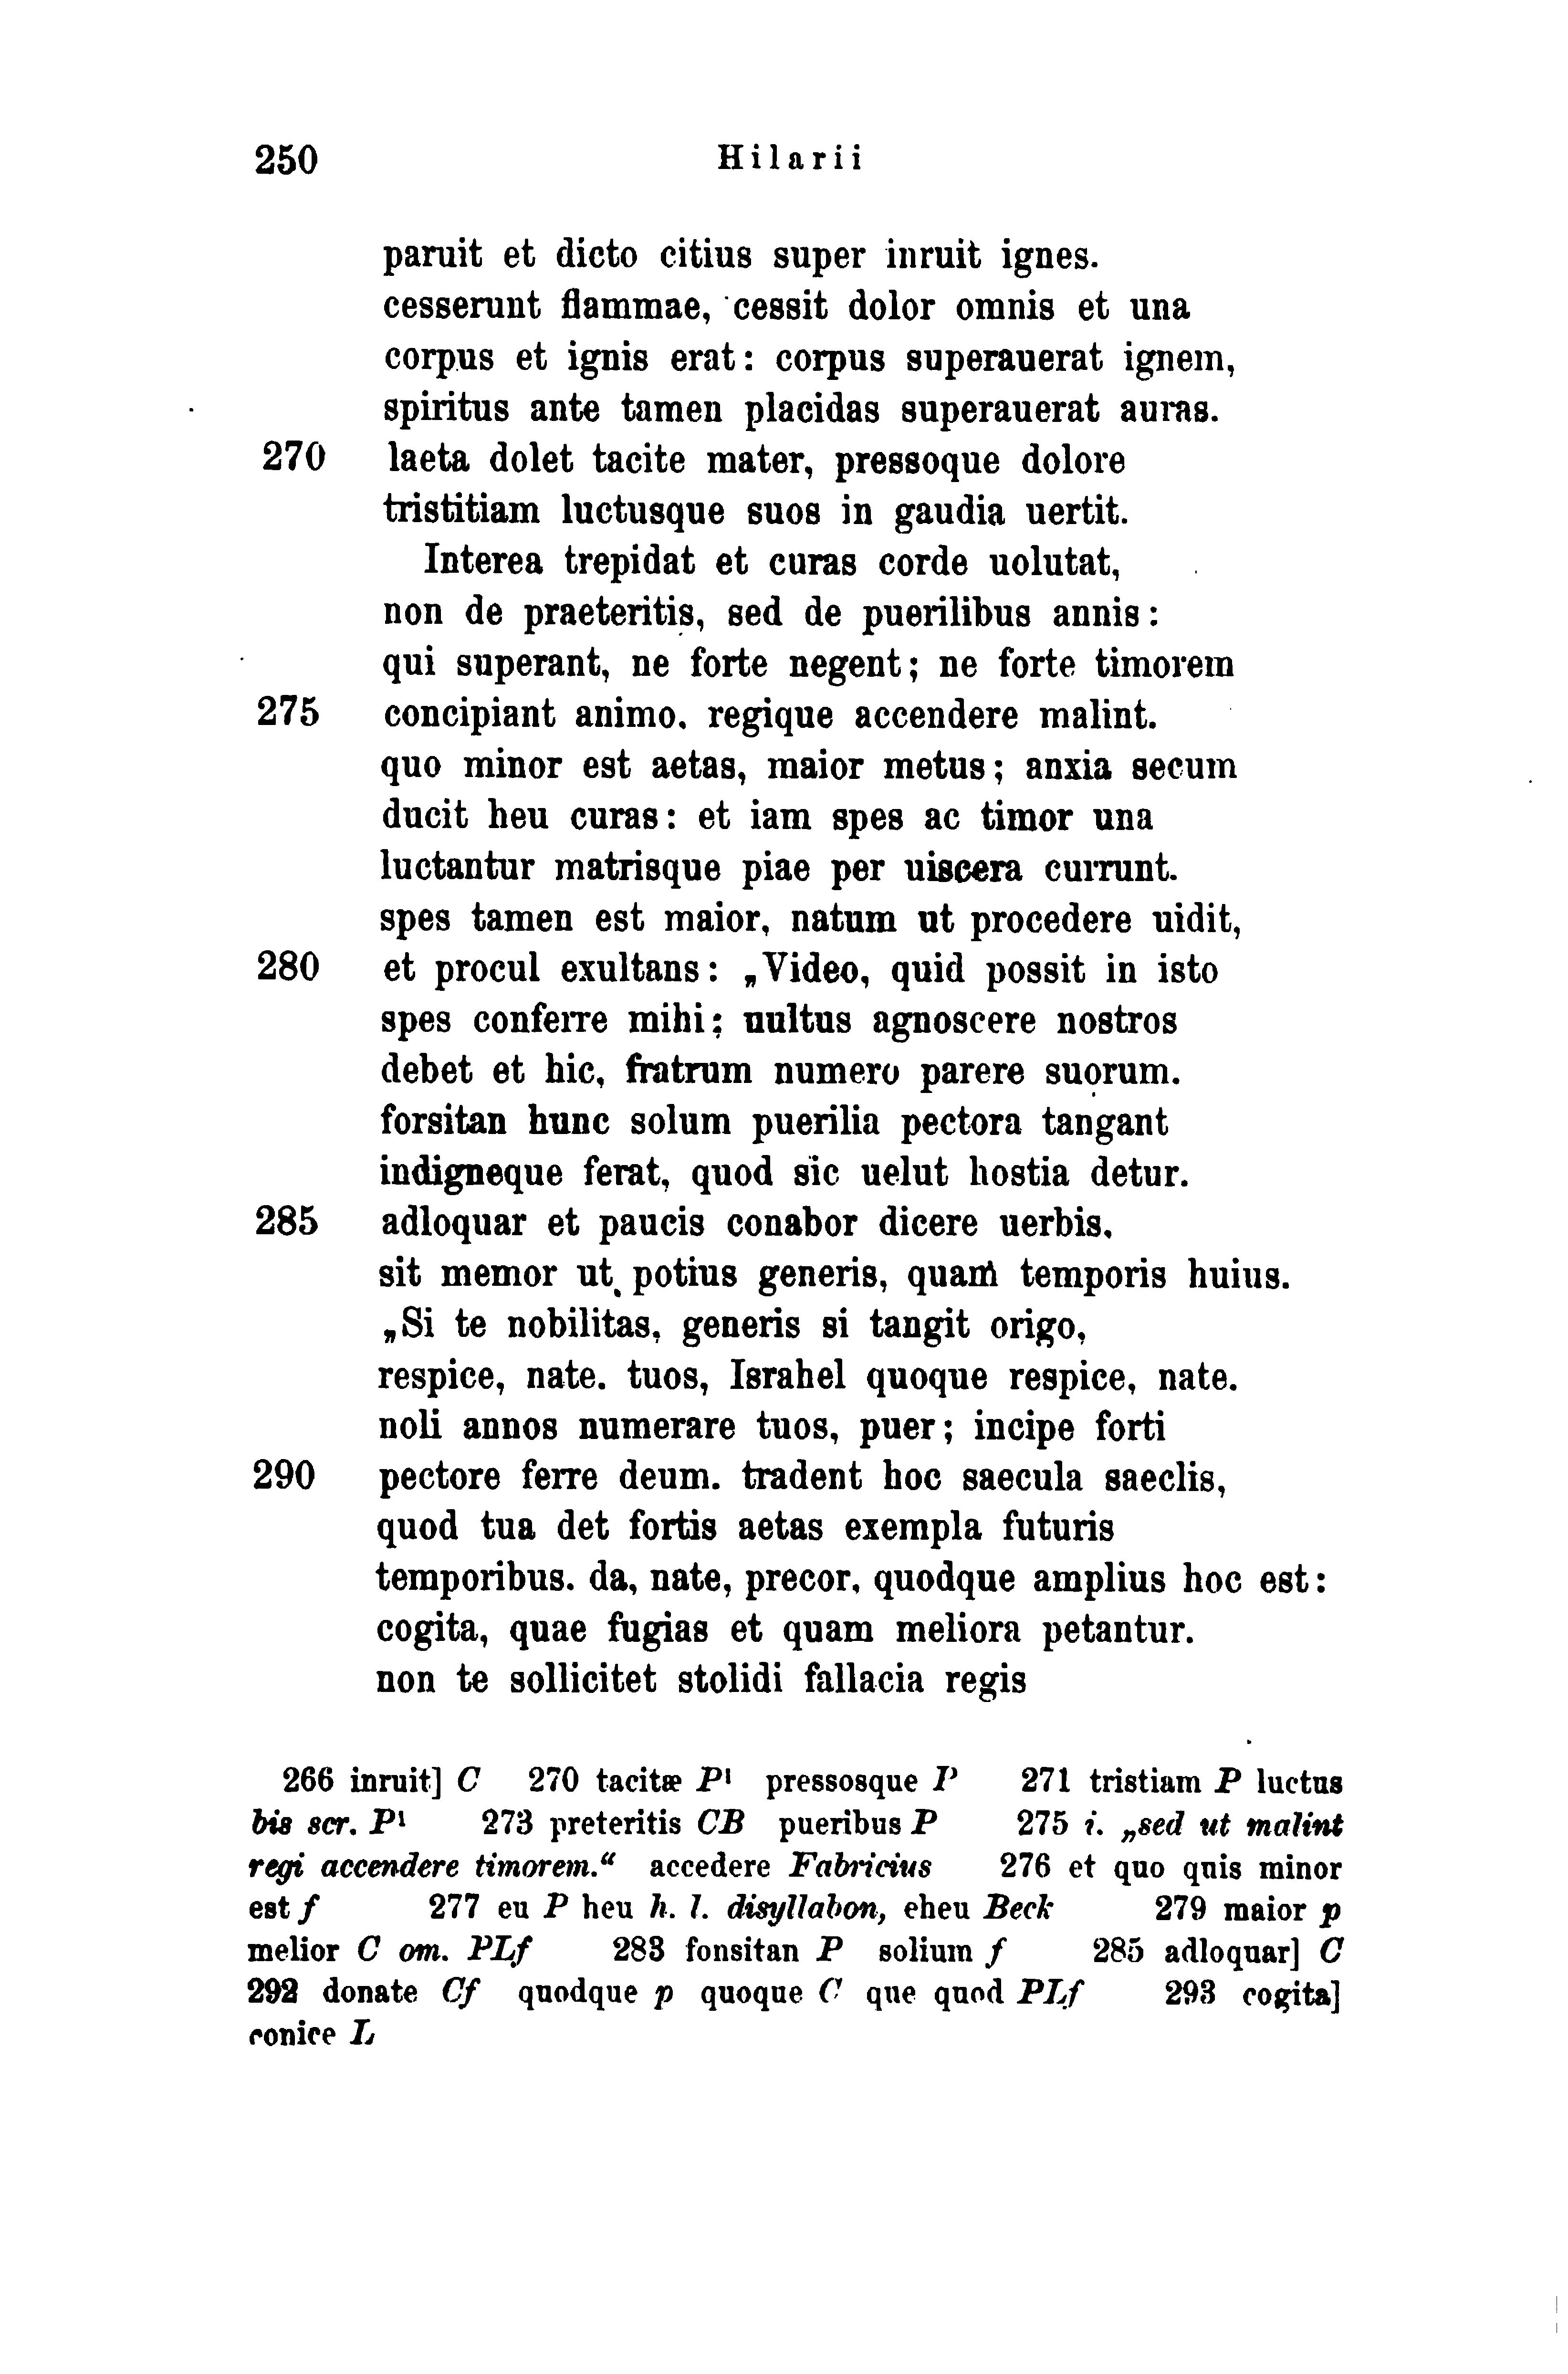 250 Hilarii
paruit et dicto citius super inruit ignes.
cesserunt flammae, cessit dolor omnis et una
corpus et ignis erat: corpus superauerat ignem,
spiritus ante tamen placidas superauerat auras.
270 laeta dolet tacite mater, pressoque dolore
tristitiam luctusque suos in gaudia uertit.
Interea trepidat et curas corde uolutat,
non de praeteritis, sed de puerilibus annis:
qui superant, ne forte negent; ne forte timorem
275 concipiant animo. regique accendere malint.
quo minor est aetas, maior metus; anxia secum
ducit heu curas: et iam spes ac timor una
luctantur matrisque piae per uiscera currunt.
spes tamen est maior, natum ut procedere uidit,
280 et procul exultans: „Video, quid possit in isto
spes conferre mihi; uultus agnoscere nostros
debet et hic, fratrum numero parere suorum.
forsitan hunc solum puerilia pectora tangant
indigneque ferat, quod sic uelut hostia detur.
285 adloquar et paucis conabor dicere uerbis,
sit memor ut potius generis, quam temporis huius.
„Si te nobilitas, generis si tangit origo,
respice, nate. tuos, Israhel quoque respice, nate.
noli annos numerare tuos, puer; incipe forti
290 pectore ferre deum. tradent hoc saecula saeclis,
quod tua det fortis aetas exempla futuris
temporibus. da, nate, precor, quodque amplius hoc est:
cogita, quae fugias et quam meliora petantur.
non te sollicitet stolidi fallacia regis
266 inruit] C 270 tacitæ P¹ pressosque P 271 tristiam P luctus
bis scr. P¹ 273 preteritis CB pueribus P 275 i. „sed ut malint
regi accendere timorem.“ accedere Fabricius 276 et quo quis minor
est f 277 eu P heu h. l. disyllabon, eheu Beck 279 maior p
melior C om. PLf 283 fonsitan P solium f 285 adloquar] C
292 donate Cf quodque p quoque C que quod PLf 293 cogita]
conice L